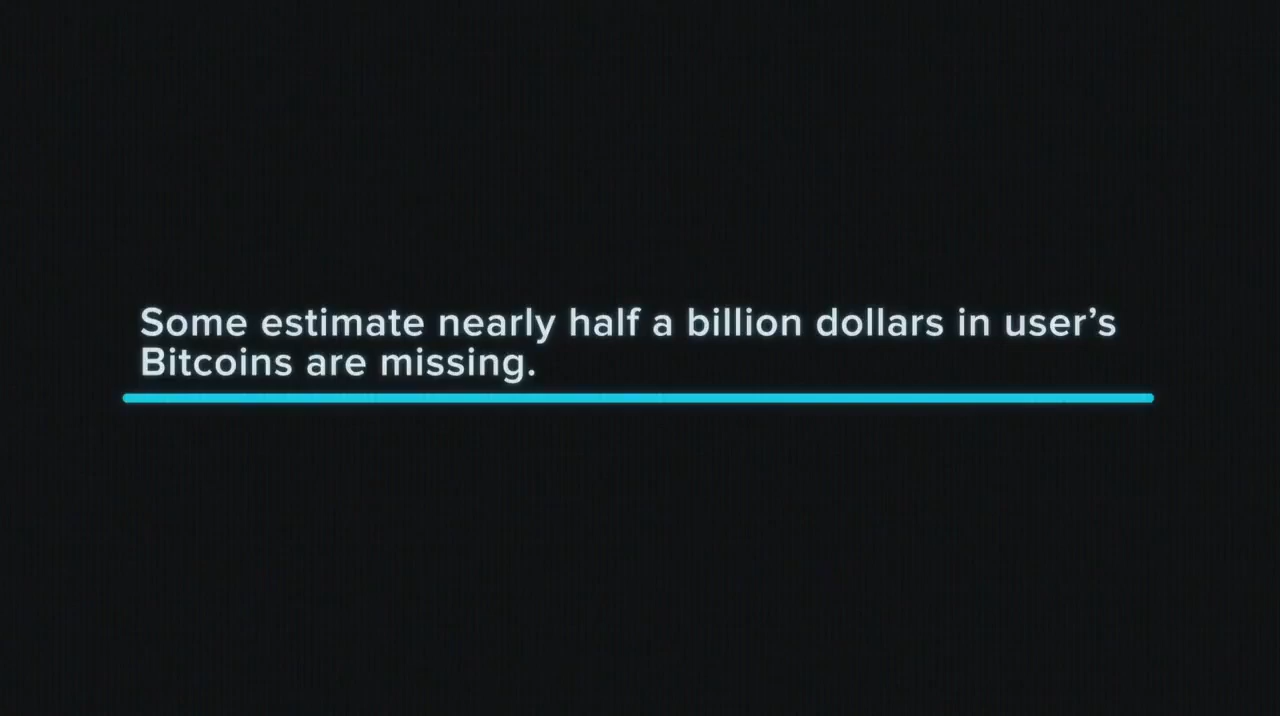 Some estimate nearly half a billion dollars in user’s
Bitcoins are missing.